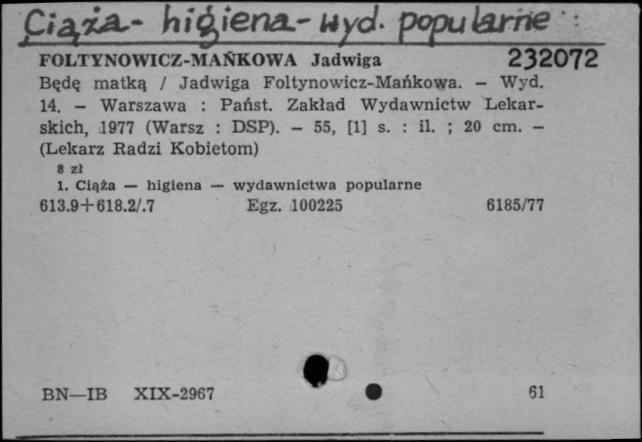 Ciąża - higiena - wyd. popularne
FOLTYNOWICZ-MAŃKOWA Jadwiga 232072
Będę matką / Jadwiga Foltynowicz-Mańkowa. — Wyd.
14. — Warszawa : Państ. Zakład Wydawnictw Lekar-
skich, 1977 (Warsz : DSP). — 55, [1] s. : il. ; 20 cm. —
(Lekarz Radzi Kobietom)
8 zł
1. Ciąża — higiena — wydawnictwa popularne
613.9+618.2/.7 Egz. 100225 6185/77
BN—IB XIX-2967 61